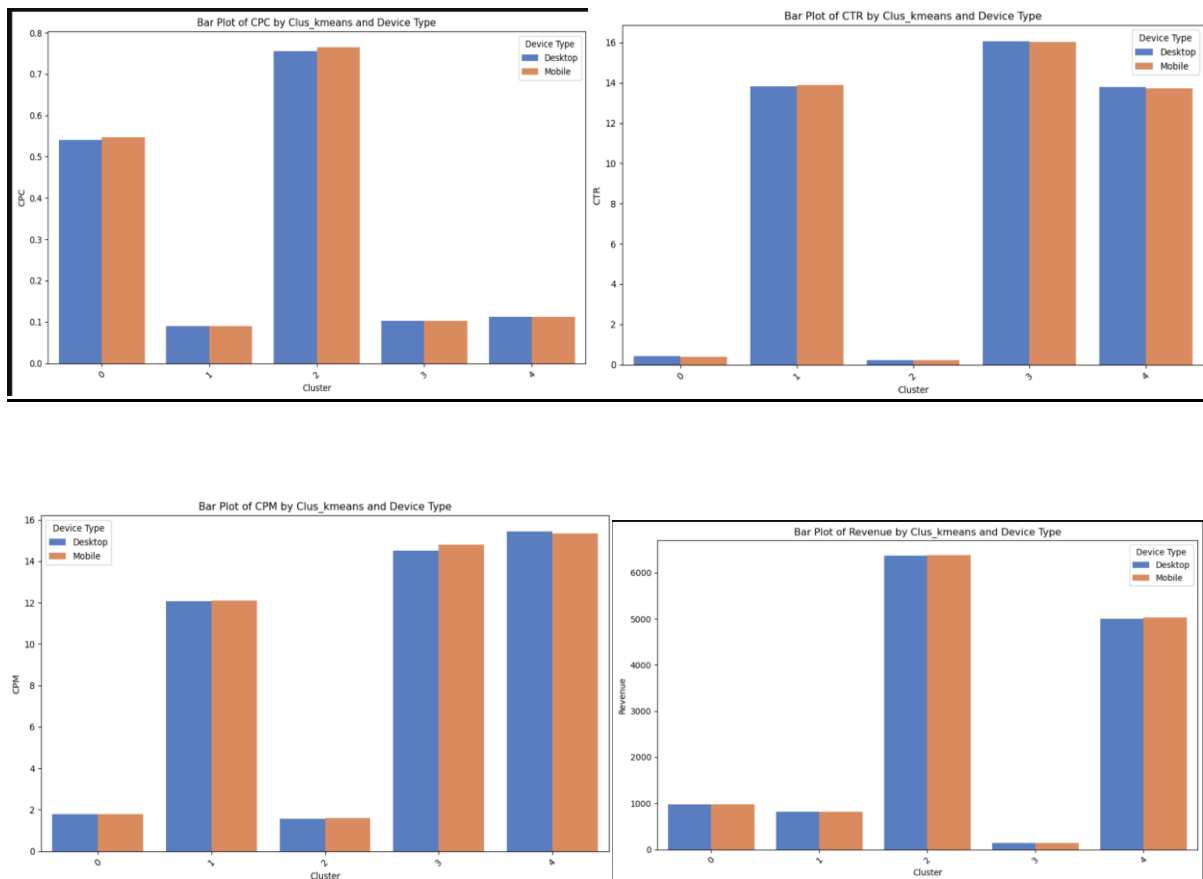 Bar Plot of CPC by Clus_kmeans and Device Type
Device Type
Desktop
Mobile
0.8
0.7
0.6
0.5
0.4
0.3
0.2
0.1
0.0
CPC
0
1
2
3
4
Cluster
Bar Plot of CTR by Clus_kmeans and Device Type
Device Type
Desktop
Mobile
16
14
12
10
8
6
4
2
0
CTR
0
1
2
3
4
Cluster
Bar Plot of CPM by Clus_kmeans and Device Type
Device Type
Desktop
Mobile
16
14
12
10
8
6
4
2
0
CPM
0
1
2
3
4
Cluster
Bar Plot of Revenue by Clus_kmeans and Device Type
Device Type
Desktop
Mobile
6000
5000
4000
3000
2000
1000
0
Revenue
0
1
2
3
4
Cluster